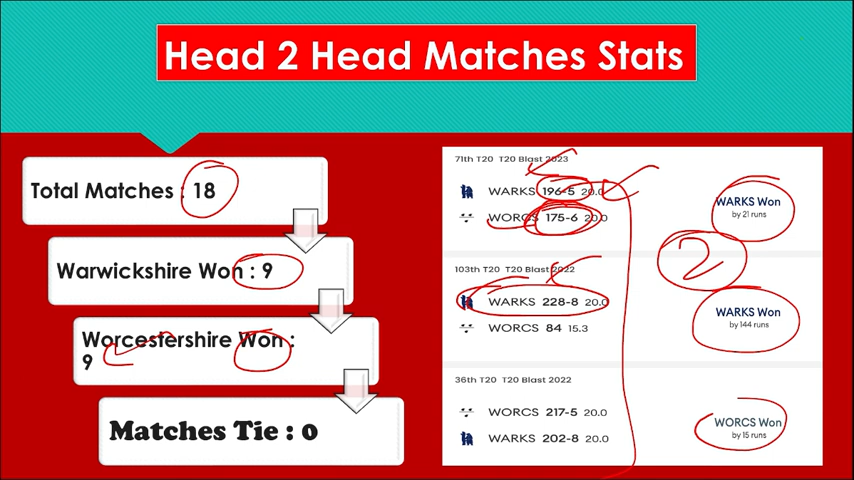 Head 2 Head Matches Stats
Total Matches : 18
Warwickshire Won : 9
Worcestershire Won :
9
Matches Tie : 0
71th T20 T20 Blast 2023
WARKS 196-5 20.0
WORCS 175-6 20.0
WARKS Won
by 21 runs
2
103th T20 T20 Blast 2022
WARKS 228-8 20.0
WORCS 84 15.3
WARKS Won
by 144 runs
36th T20 T20 Blast 2022
WORCS 217-5 20.0
WARKS 202-8 20.0
WORCS Won
by 15 runs